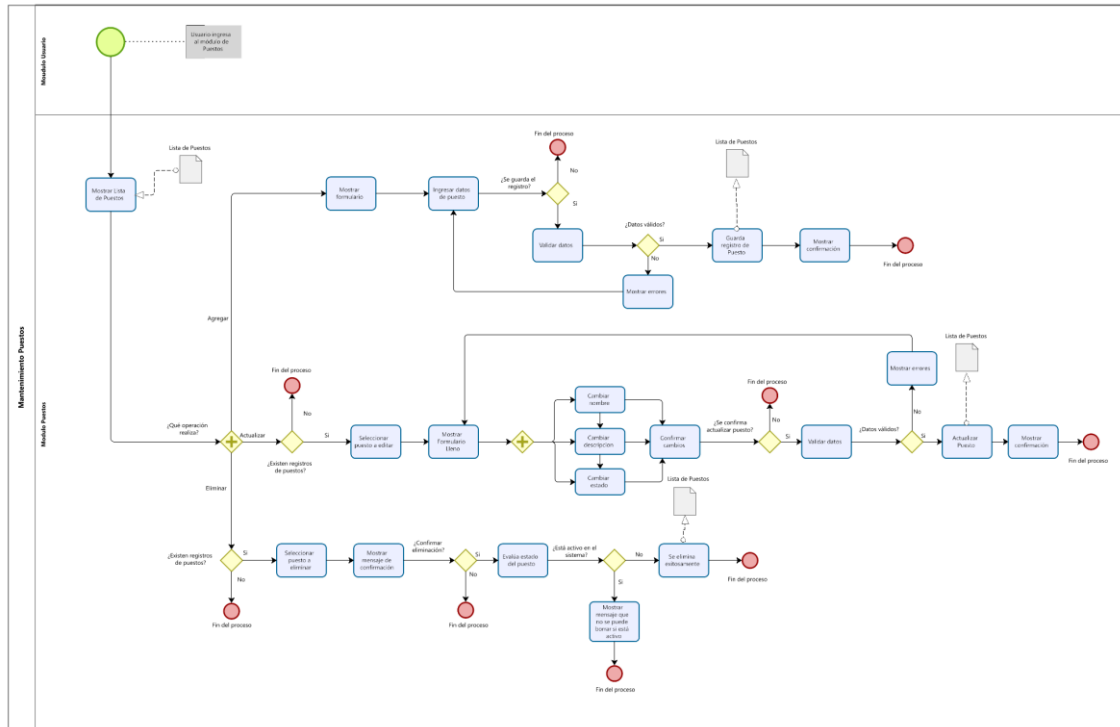 Mantenimiento Puestos
Moudulo Usuario
Usuario ingresa
al módulo de
Puestos
Modulo Puestos
Lista de Puestos
Mostrar Lista
de Puestos
Fin del proceso
¿Se guarda el
registro?
No
Si
Mostrar
formulario
Ingresar datos
de puesto
Lista de Puestos
Validar datos
¿Datos válidos?
Si
No
Guarda
registro de
Puesto
Mostrar
confirmación
Fin del proceso
Mostrar errores
Agregar
Lista de Puestos
Mostrar errores
Fin del proceso
No
¿Qué operación
realiza?
Actualizar
Si
¿Existen registros
de puestos?
Seleccionar
puesto a editar
Mostrar
Formulario
Lleno
Cambiar
nombre
Cambiar
descripción
Cambiar
estado
Confirmar
cambios
Fin del proceso
¿Se confirma
actualizar puesto?
No
Si
Validar datos
¿Datos válidos?
No
Si
Actualizar
Puesto
Mostrar
confirmación
Fin del proceso
Eliminar
Lista de Puestos
¿Existen registros
de puestos?
Si
No
Fin del proceso
Seleccionar
puesto a
eliminar
Mostrar
mensaje de
confirmación
¿Confirmar
eliminación?
Si
No
Fin del proceso
Evalúa estado
del puesto
¿Está activo en el
sistema?
No
Si
Se elimina
exitosamente
Fin del proceso
Mostrar
mensaje que
no se puede
borrar si está
activo
Fin del proceso